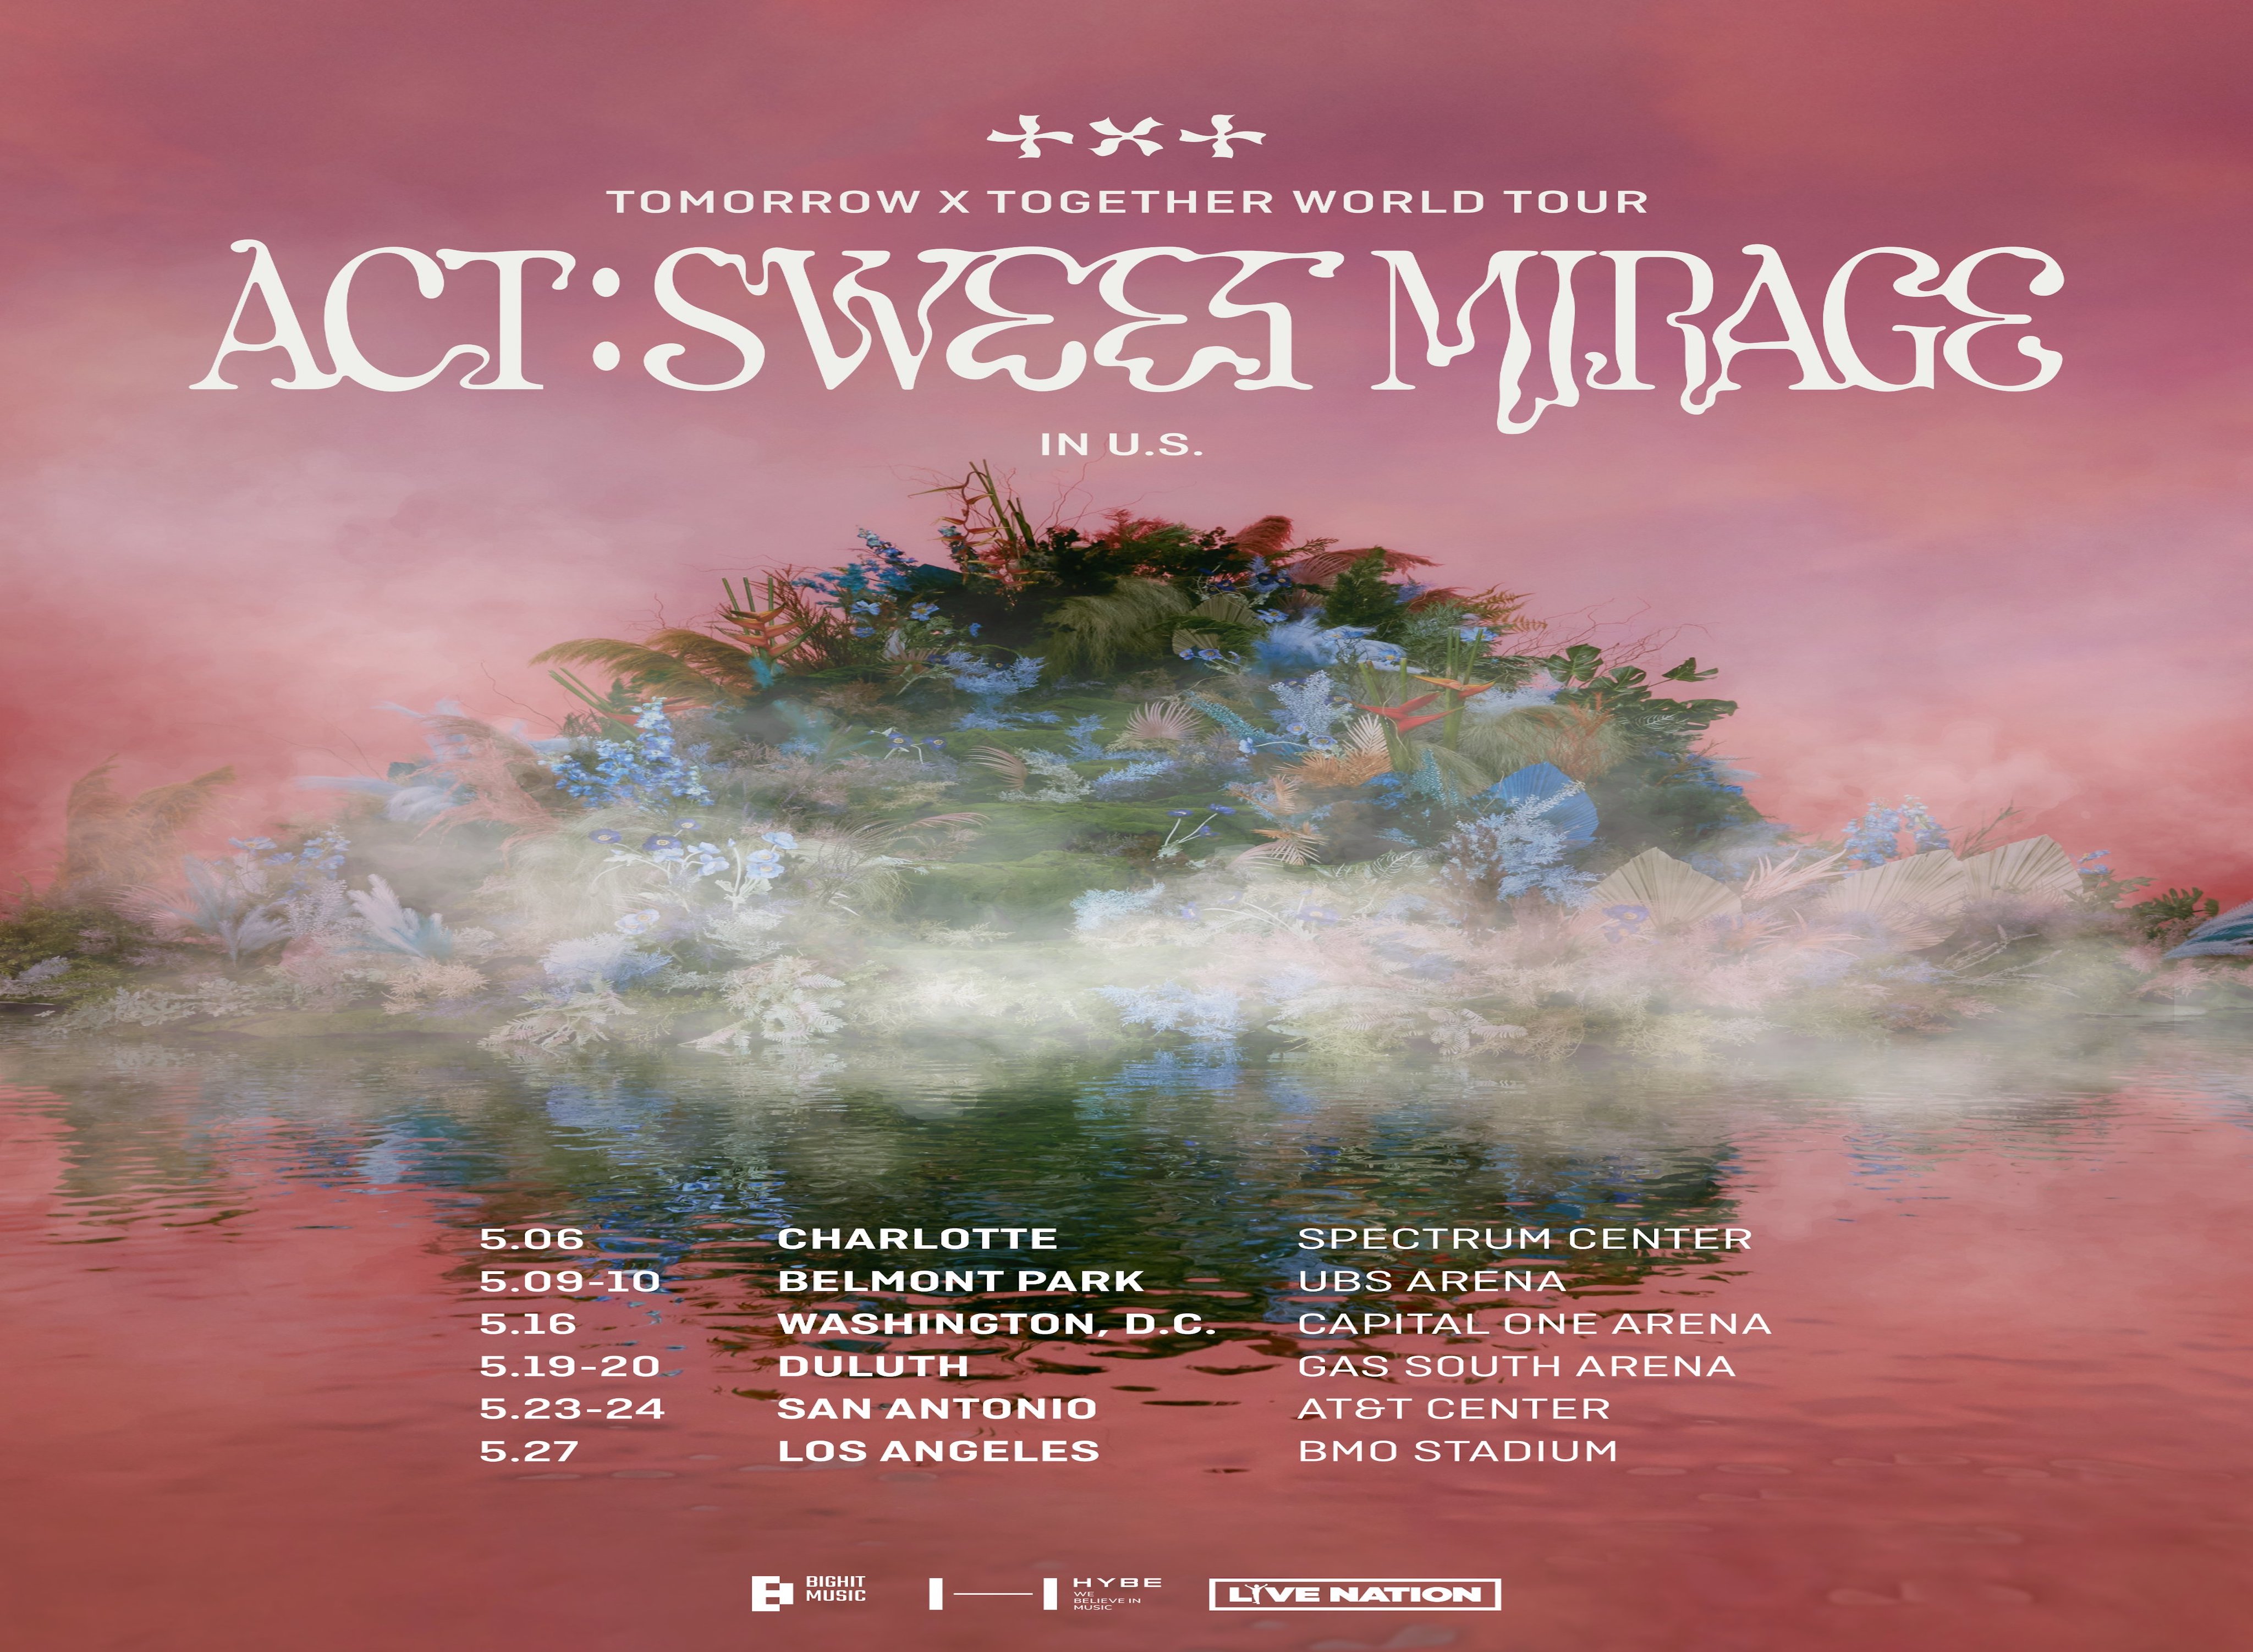 TXT
TOMORROW X TOGETHER WORLD TOUR
ACT : SWEET MIRAGE
IN U.S.
5.06 CHARLOTTE SPECTRUM CENTER
5.09-10 BELMONT PARK UBS ARENA
5.16 WASHINGTON, D.C. CAPITAL ONE ARENA
5.19-20 DULUTH GAS SOUTH ARENA
5.23-24 SAN ANTONIO AT&T CENTER
5.27 LOS ANGELES BMO STADIUM
BIGHIT
MUSIC
HYBE
WE
BELIEVE IN
MUSIC
LIVE NATION